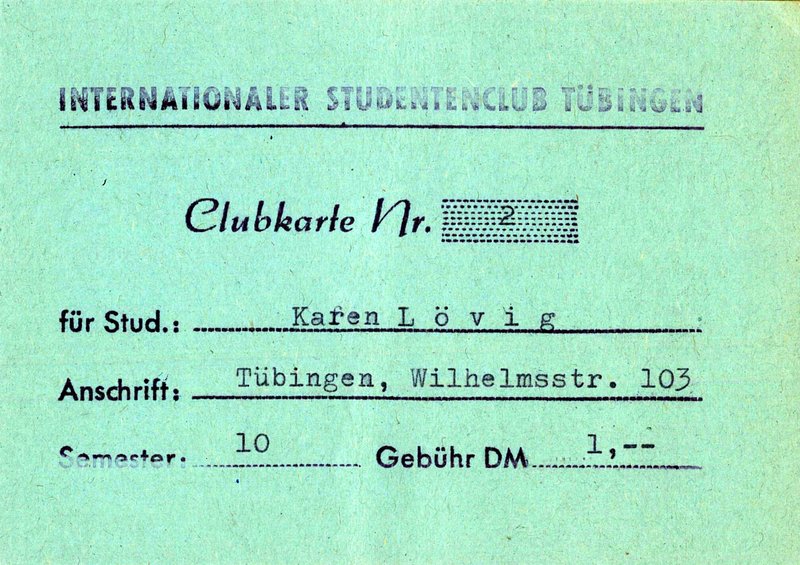 INTERNATIONALER STUDENTENCLUB TÜBINGEN
Clubkarte Nr. 2
für Stud.: Karen L ö v i g
Anschrift: Tübingen, Wilhelmsstr. 103
Semester: 10 Gebühr DM 1,--